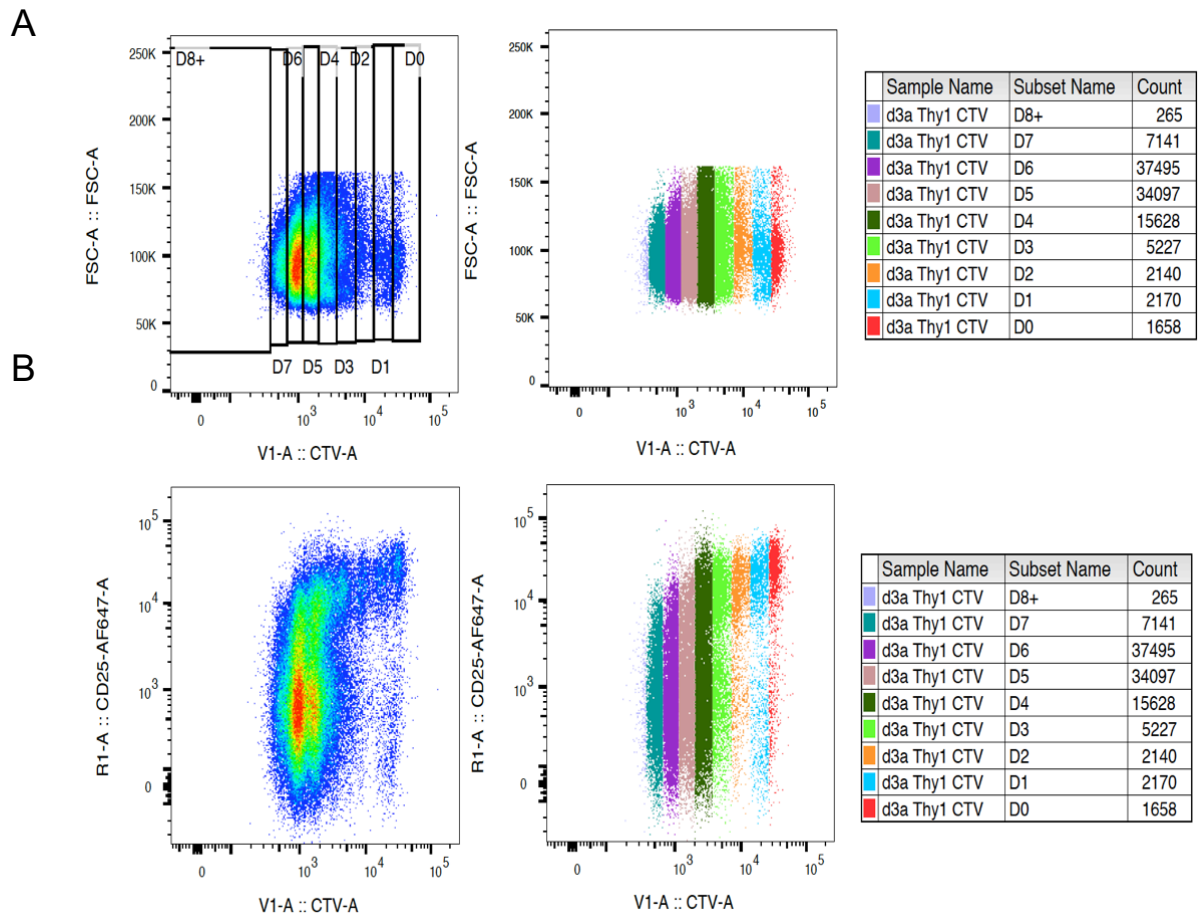 A
250K
200K
150K
100K
50K
0
FSC-A :: FSC-A
D8+ D6 D4 D2 D0
D7 D5 D3 D1
0 10^3 10^4 10^5
V1-A :: CTV-A
250K
200K
150K
100K
50K
0
FSC-A :: FSC-A
0 10^3 10^4 10^5
V1-A :: CTV-A
Sample Name Subset Name Count
d3a Thy1 CTV D8+ 265
d3a Thy1 CTV D7 7141
d3a Thy1 CTV D6 37495
d3a Thy1 CTV D5 34097
d3a Thy1 CTV D4 15628
d3a Thy1 CTV D3 5227
d3a Thy1 CTV D2 2140
d3a Thy1 CTV D1 2170
d3a Thy1 CTV D0 1658
B
10^5
10^4
10^3
0
R1-A :: CD25-AF647-A
0 10^3 10^4 10^5
V1-A :: CTV-A
10^5
10^4
10^3
0
R1-A :: CD25-AF647-A
0 10^3 10^4 10^5
V1-A :: CTV-A
Sample Name Subset Name Count
d3a Thy1 CTV D8+ 265
d3a Thy1 CTV D7 7141
d3a Thy1 CTV D6 37495
d3a Thy1 CTV D5 34097
d3a Thy1 CTV D4 15628
d3a Thy1 CTV D3 5227
d3a Thy1 CTV D2 2140
d3a Thy1 CTV D1 2170
d3a Thy1 CTV D0 1658